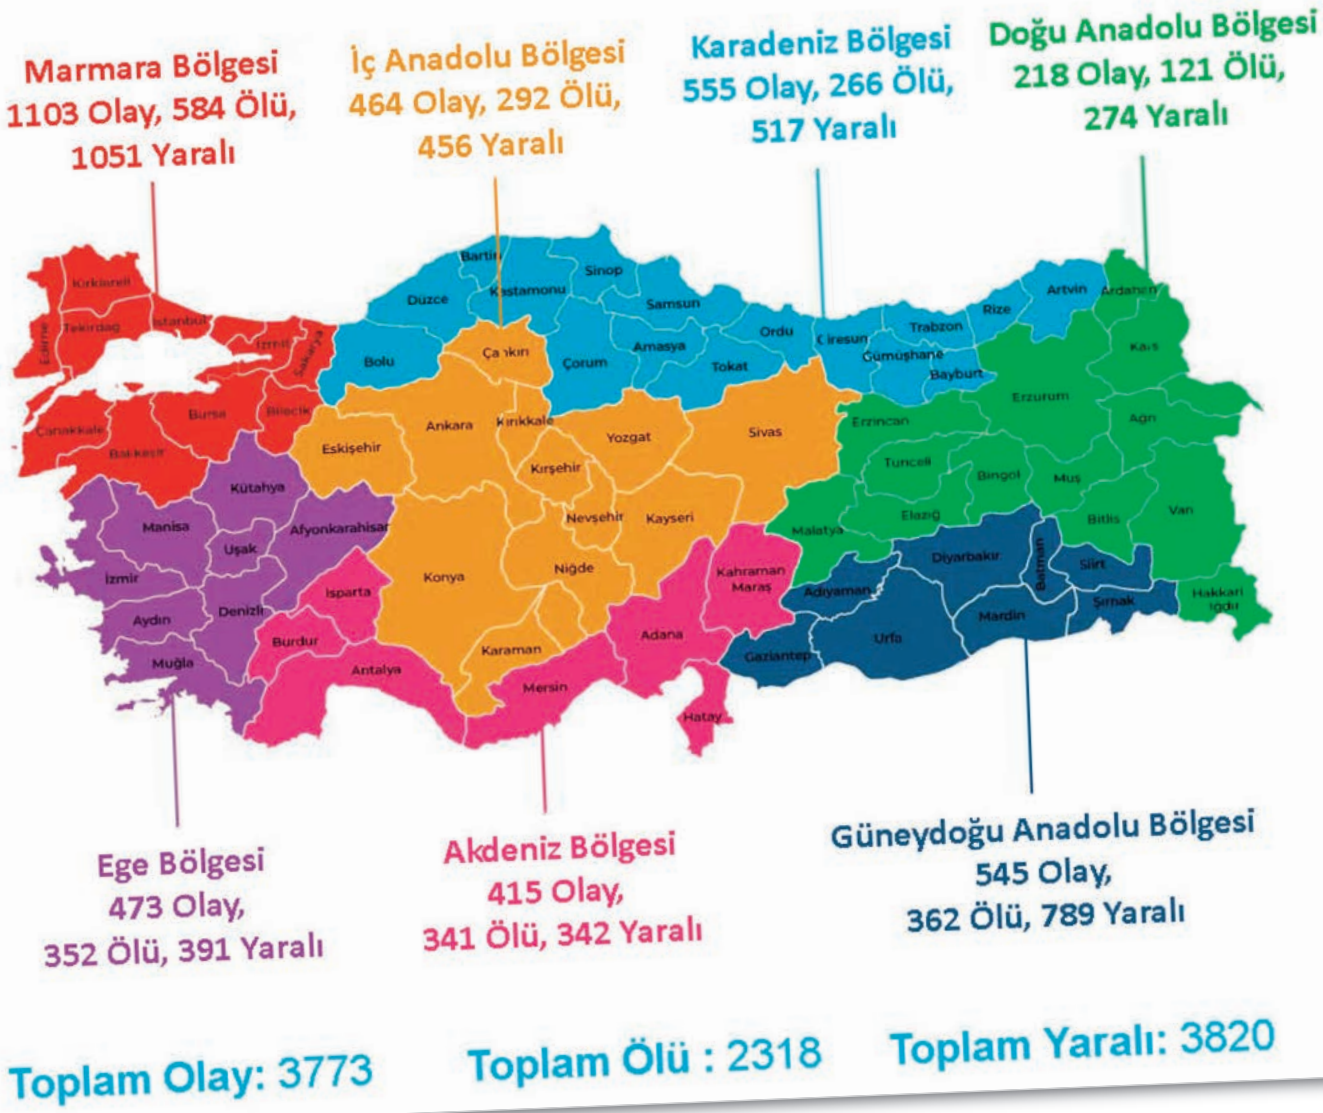 Marmara Bölgesi
1103 Olay, 584 Ölü,
1051 Yaralı
İç Anadolu Bölgesi
464 Olay, 292 Ölü,
456 Yaralı
Karadeniz Bölgesi
555 Olay, 266 Ölü,
517 Yaralı
Doğu Anadolu Bölgesi
218 Olay, 121 Ölü,
274 Yaralı
Kırklareli
Edirne
Tekirdag
İstanbul
İzmit
Sakarya
Çanakkale
Balıkesir
Bursa
Bilecik
Bartın
Kastamonu
Sinop
Düzce
Samsun
Bolu
Çorum
Amasya
Ordu
Tokat
Giresun
Trabzon
Gümüşhane
Bayburt
Rize
Artvin
Ardahan
Kars
Çankırı
Ankara
Kırıkkale
Eskişehir
Yozgat
Sivas
Kırşehir
Nevşehir
Kayseri
Niğde
Konya
Karaman
Erzurum
Erzincan
Ağrı
Tunceli
Bingol
Muş
Elazıg
Malatya
Bitlis
Van
Hakkari
Iğdır
Kütahya
Manisa
Afyonkarahisar
Uşak
İzmir
Denizli
Aydın
Muğla
Isparta
Burdur
Antalya
Mersin
Adana
Kahraman
Maraş
Hatay
Diyarbakır
Batman
Siirt
Adıyaman
Mardin
Şırnak
Urfa
Gaziantep
Ege Bölgesi
473 Olay,
352 Ölü, 391 Yaralı
Akdeniz Bölgesi
415 Olay,
341 Ölü, 342 Yaralı
Güneydoğu Anadolu Bölgesi
545 Olay,
362 Ölü, 789 Yaralı
Toplam Olay: 3773
Toplam Ölü : 2318
Toplam Yaralı: 3820